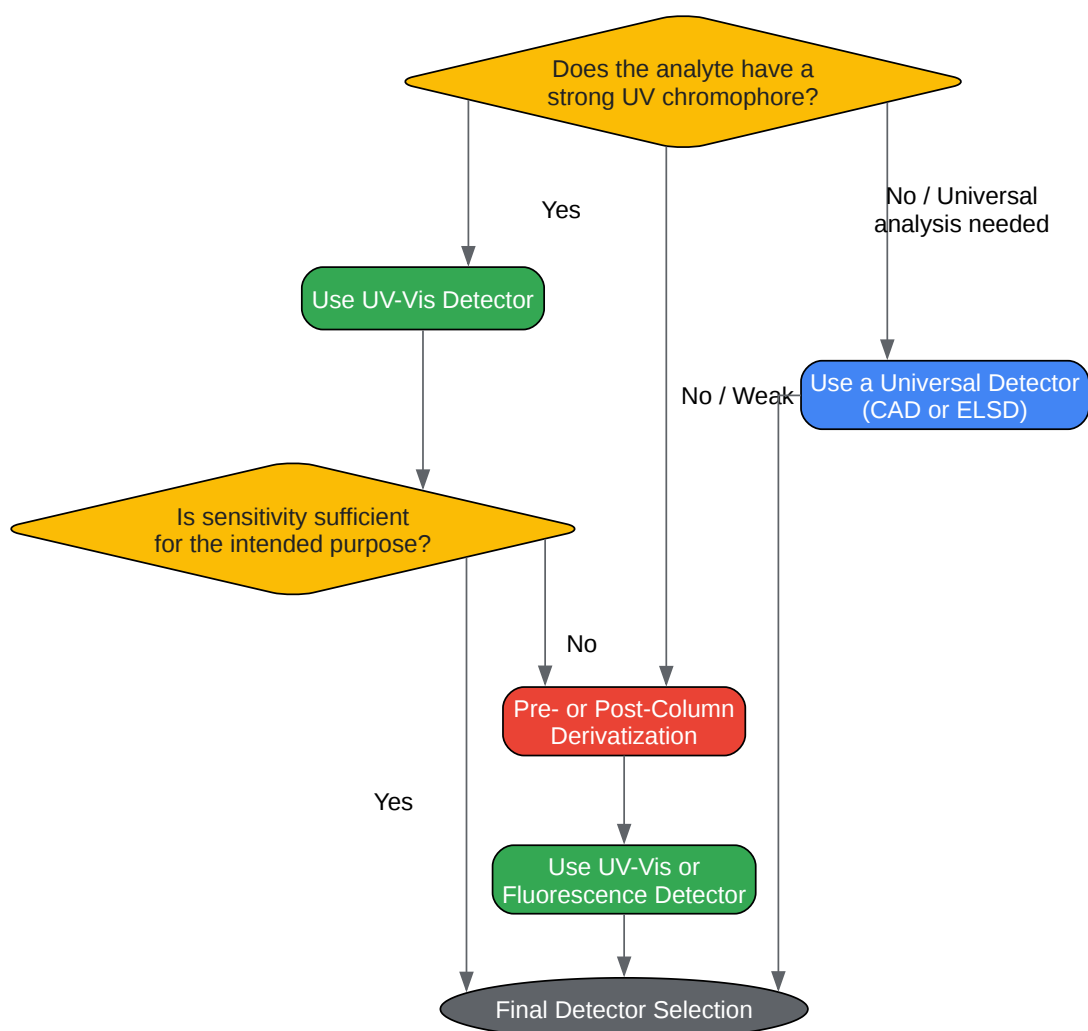 Does the analyte have a
strong UV chromophore?
Yes
No / Universal
analysis needed
Use UV-Vis Detector
Use a Universal Detector
(CAD or ELSD)
No / Weak
Is sensitivity sufficient
for the intended purpose?
No
Pre- or Post-Column
Derivatization
Yes
Use UV-Vis or
Fluorescence Detector
Final Detector Selection